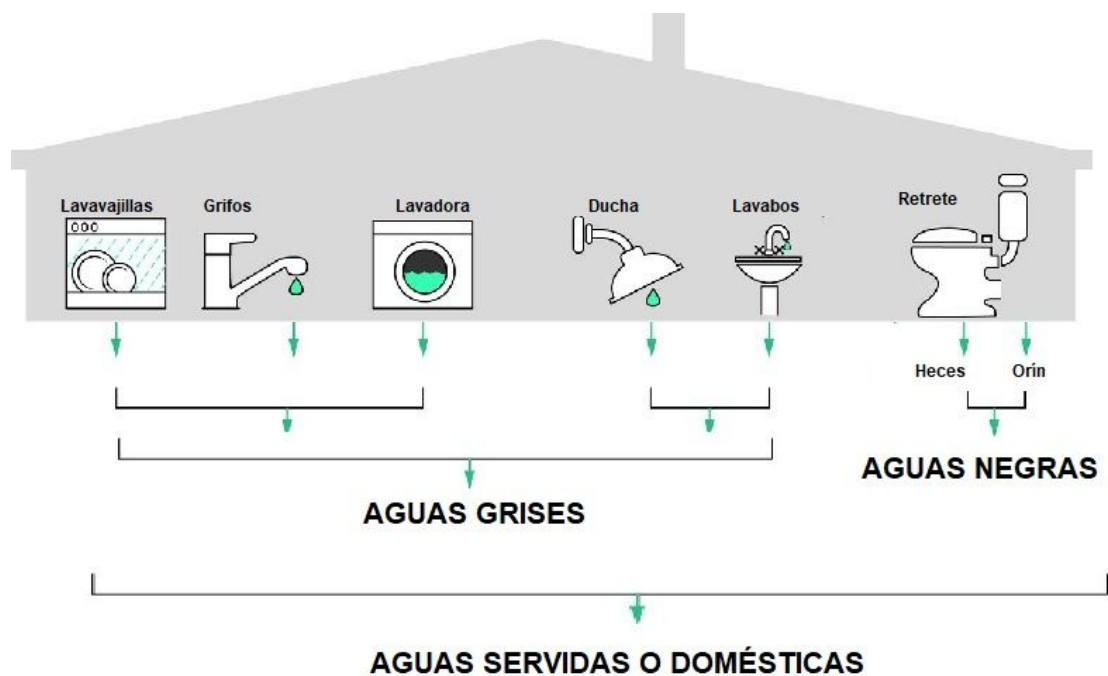 Lavavajillas
Grifos
Lavadora
Ducha
Lavabos
Retrete
Heces
Orín
AGUAS NEGRAS
AGUAS GRISES
AGUAS SERVIDAS O DOMÉSTICAS